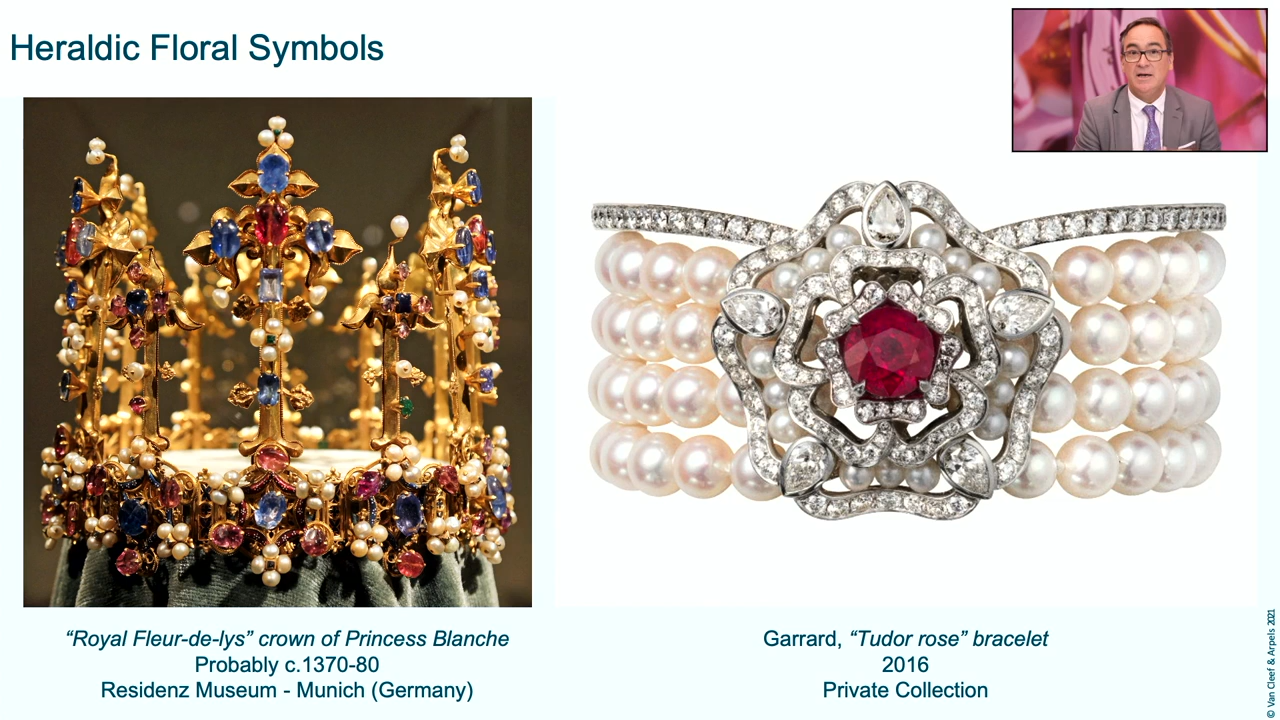 Heraldic Floral Symbols
“Royal Fleur-de-lys” crown of Princess Blanche
Probably c.1370-80
Residenz Museum - Munich (Germany)
Garrard, “Tudor rose” bracelet
2016
Private Collection
© Van Cleef & Arpels 2021